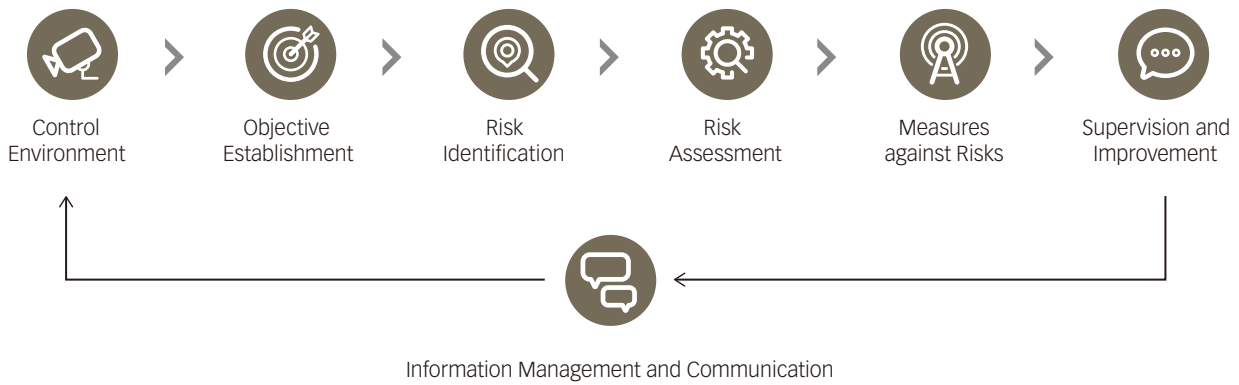 Control
Environment
Objective
Establishment
Risk
Identification
Risk
Assessment
Measures
against Risks
Supervision and
Improvement
Information Management and Communication